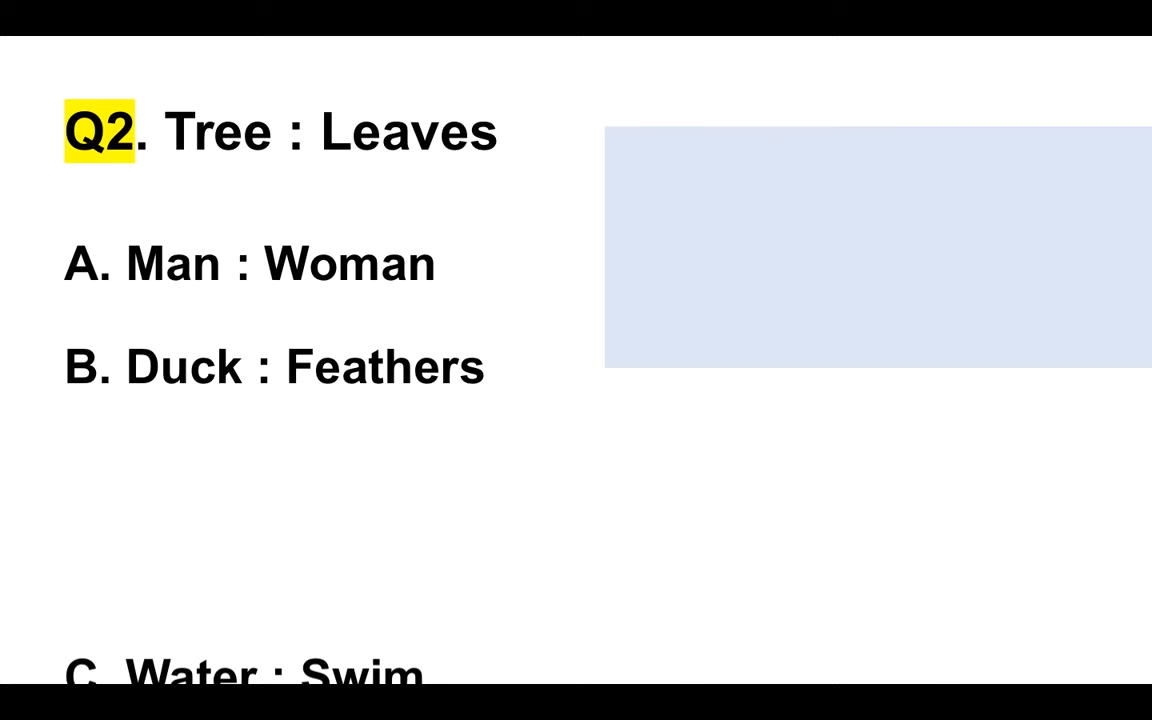 Q2. Tree : Leaves
A. Man : Woman
B. Duck : Feathers
C. Water : Swim